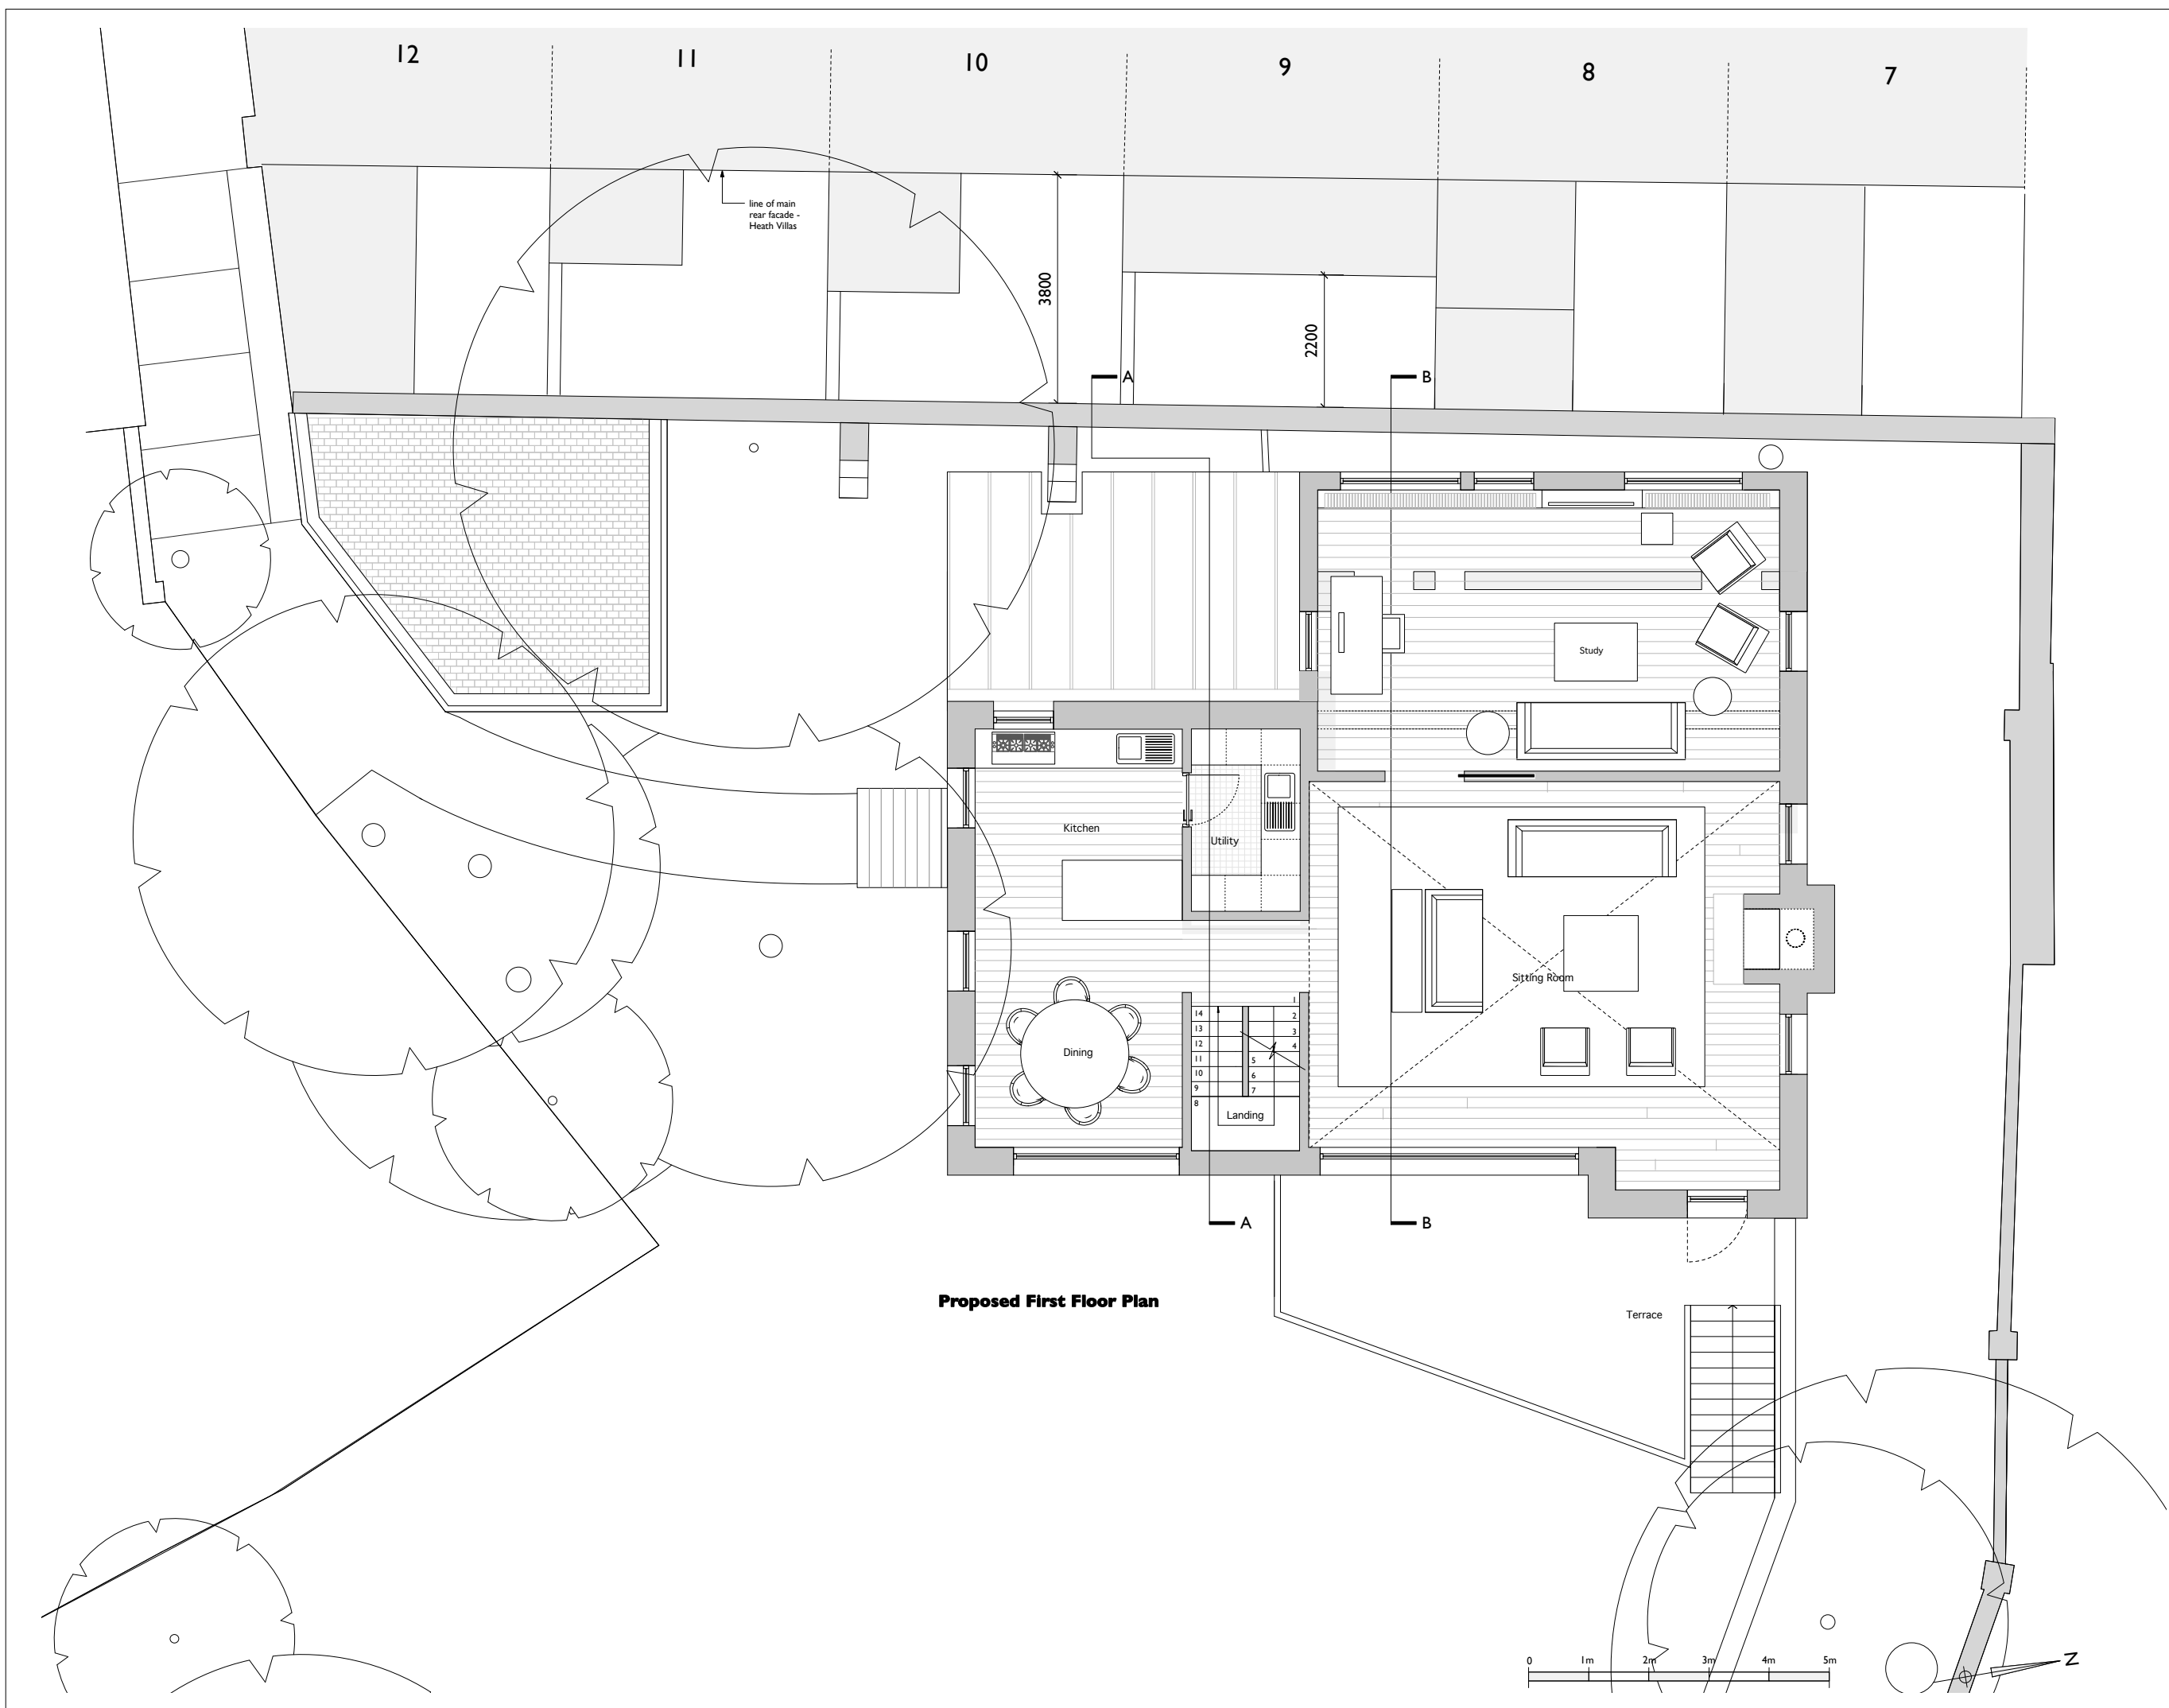 12
11
10
9
8
7
line of main
rear facade -
Heath Villas
3800
2200
A
B
Study
Kitchen
Utility
Sitting Room
1
14
2
13
3
12
4
11
5
10
6
9
7
8
Dining
Landing
A
B
Proposed First Floor Plan
Terrace
0 1m 2m 3m 4m 5m
N